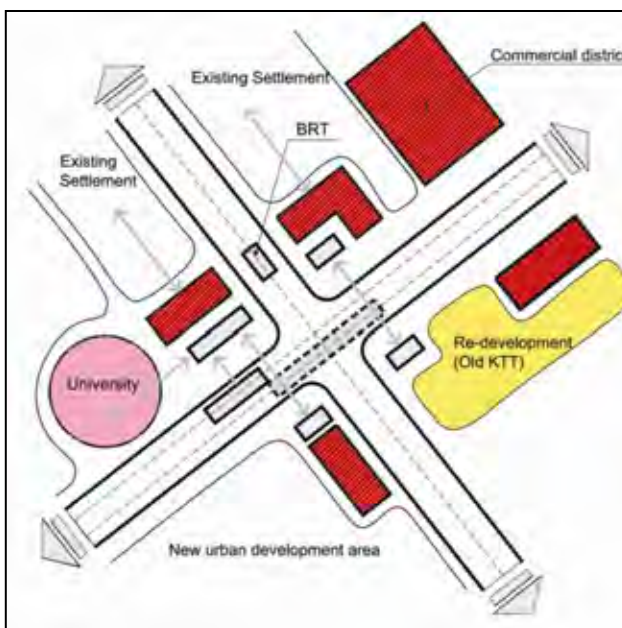 Commercial distric
Existing Settlement
BRT
Existing
Settlement
Re-development
(Old KTT)
University
New urban development area